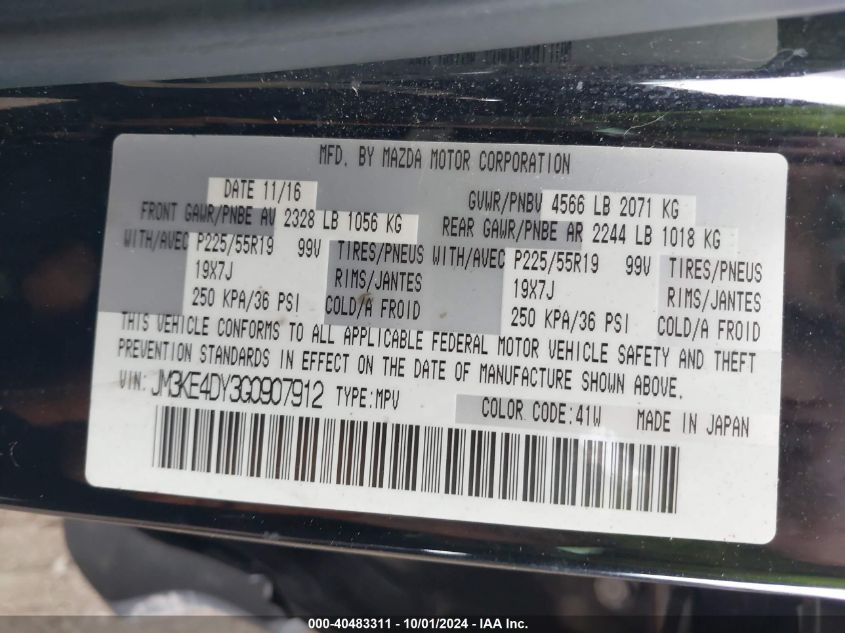 MFD. BY MAZDA MOTOR CORPORATION
DATE 11/16 GVWR/PNBV 4566 LB 2071 KG
FRONT GAWR/PNBE AV 2328 LB 1056 KG REAR GAWR/PNBE AR 2244 LB 1018 KG
WITH/AVEC P225/55R19 99V TIRES/PNEUS WITH/AVEC P225/55R19 99V TIRES/PNEUS
19X7J RIMS/JANTES 19X7J RIMS/JANTES
250 KPA/36 PSI COLD/A FROID 250 KPA/36 PSI COLD/A FROID
THIS VEHICLE CONFORMS TO ALL APPLICABLE FEDERAL MOTOR VEHICLE SAFETY AND THEFT
PREVENTION STANDARDS IN EFFECT ON THE DATE OF MANUFACTURE SHOWN ABOVE.
VIN: JM3KE4DY3G0907912 TYPE:MPV COLOR CODE:41W MADE IN JAPAN
000-40483311 - 10/01/2024 - IAA Inc.